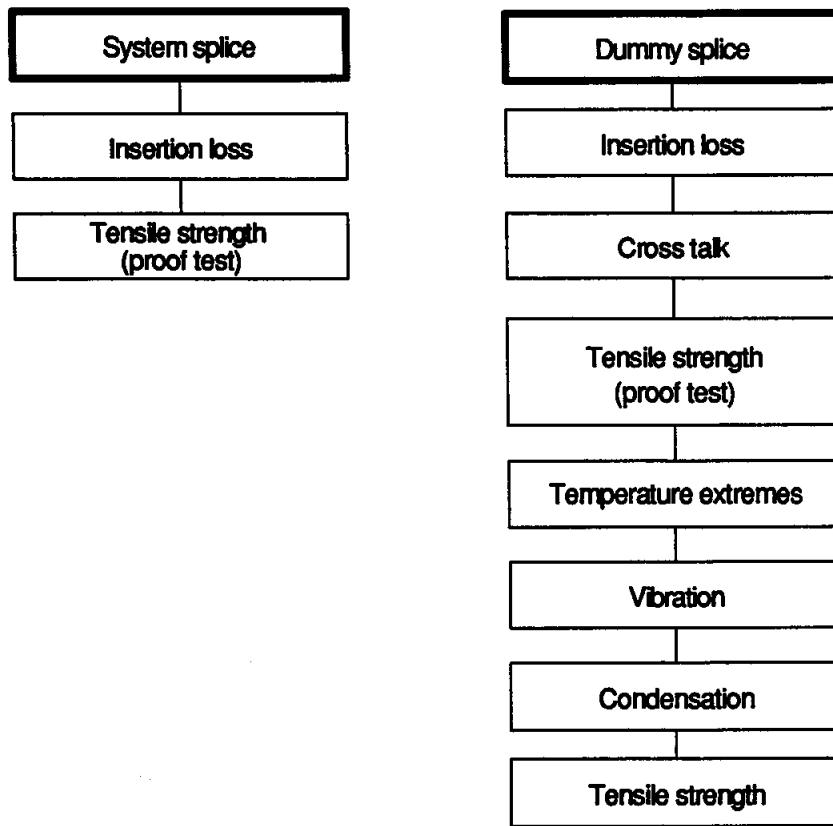 System splice
Insertion loss
Tensile strength
(proof test)
Dummy splice
Insertion loss
Cross talk
Tensile strength
(proof test)
Temperature extremes
Vibration
Condensation
Tensile strength